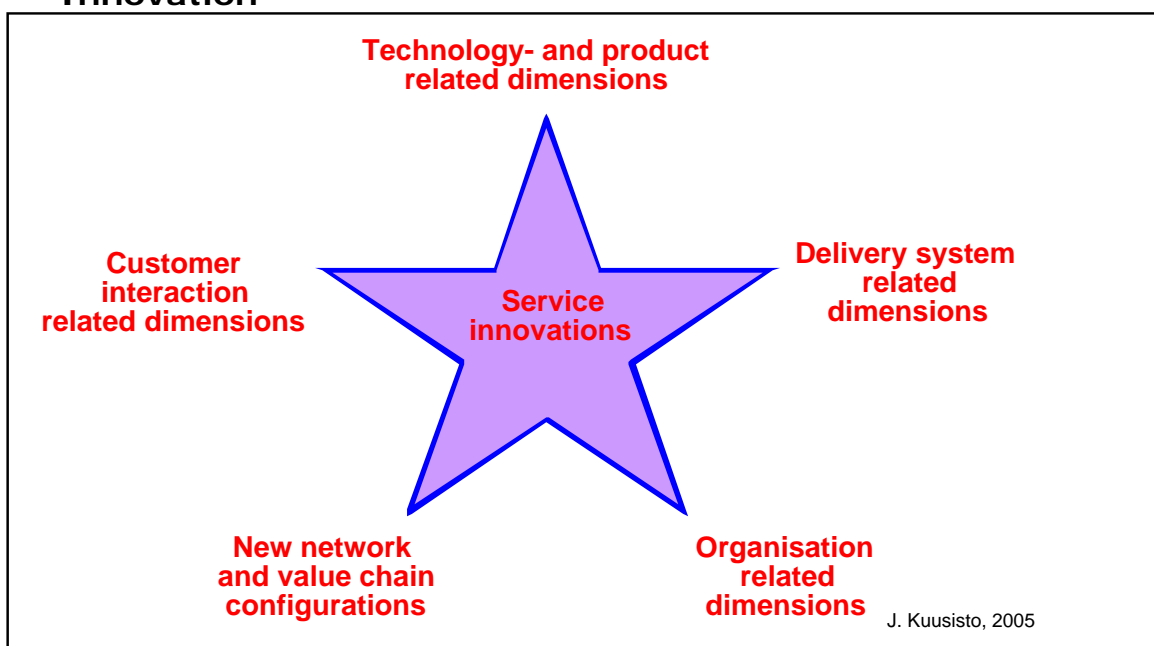 Innovation
Technology- and product
related dimensions
Customer
interaction
related dimensions
Service
innovations
Delivery system
related
dimensions
New network
and value chain
configurations
Organisation
related
dimensions
J. Kuusisto, 2005